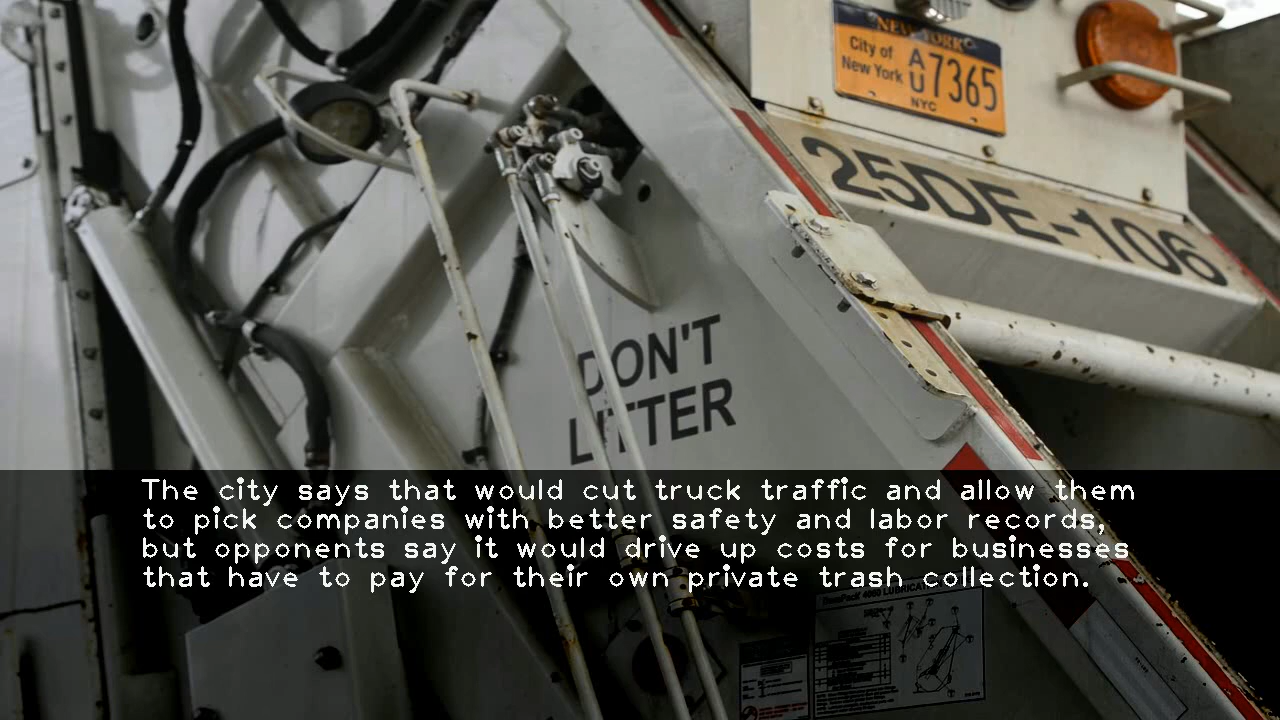 NEW YORK
City of
New York
AU7365
NYC
25DE-106
DON'T
LITTER
The city says that would cut truck traffic and allow them
to pick companies with better safety and labor records,
but opponents say it would drive up costs for businesses
that have to pay for their own private trash collection.